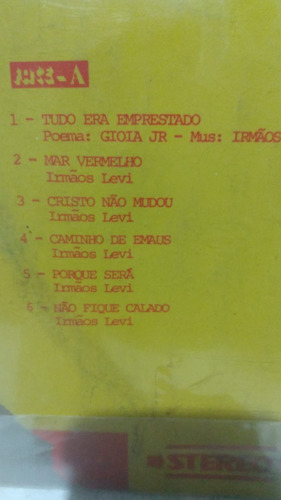 1 - TUDO ERA EMPRESTADO
Poema: GIOIA JR - Mus: IRMÃOS
2 - MAR VERMELHO
Irmãos Levi
3 - CRISTO NÃO MUDOU
Irmãos Levi
4 - CAMINHO DE EMAUS
Irmãos Levi
5 - PORQUE SERÁ
Irmãos Levi
6 - NÃO FIQUE CALADO
Irmãos Levi